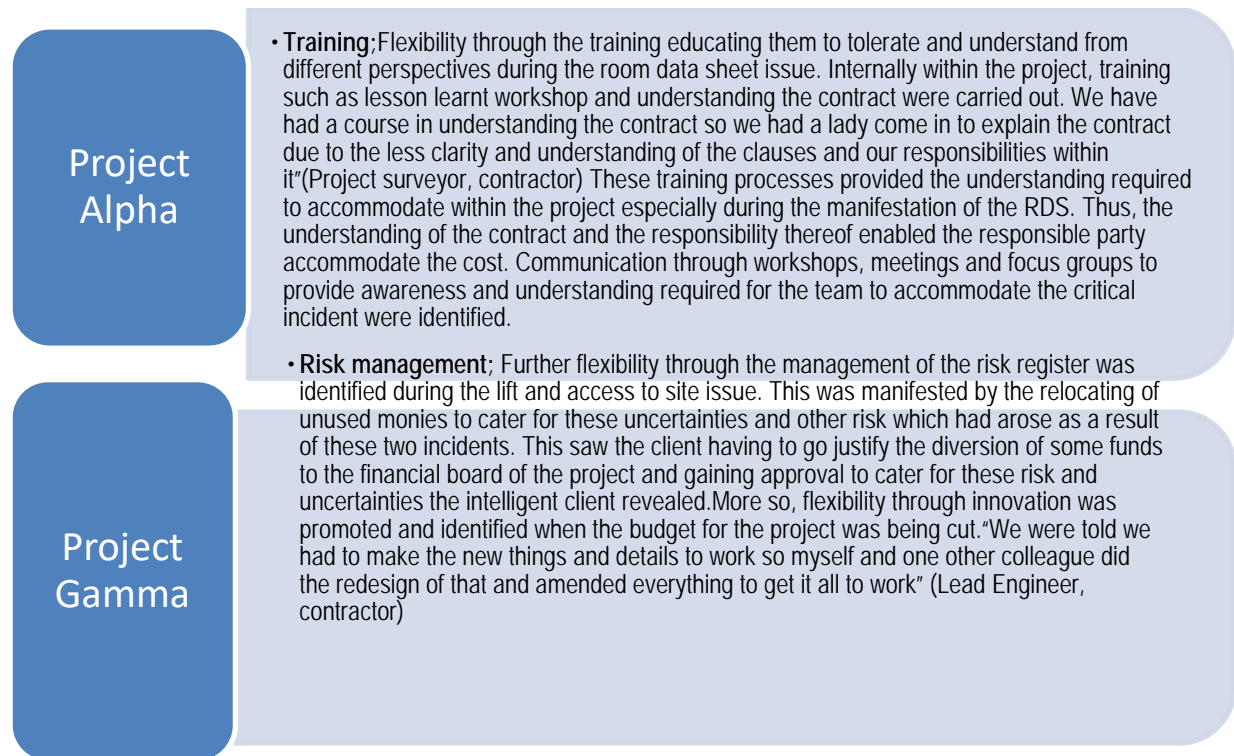 Project
Alpha
• Training;Flexibility through the training educating them to tolerate and understand from
different perspectives during the room data sheet issue. Internally within the project, training
such as lesson learnt workshop and understanding the contract were carried out. We have
had a course in understanding the contract so we had a lady come in to explain the contract
due to the less clarity and understanding of the clauses and our responsibilities within
it”(Project surveyor, contractor) These training processes provided the understanding required
to accommodate within the project especially during the manifestation of the RDS. Thus, the
understanding of the contract and the responsibility thereof enabled the responsible party
accommodate the cost. Communication through workshops, meetings and focus groups to
provide awareness and understanding required for the team to accommodate the critical
incident were identified.
Project
Gamma
• Risk management; Further flexibility through the management of the risk register was
identified during the lift and access to site issue. This was manifested by the relocating of
unused monies to cater for these uncertainties and other risk which had arose as a result
of these two incidents. This saw the client having to go justify the diversion of some funds
to the financial board of the project and gaining approval to cater for these risk and
uncertainties the intelligent client revealed.More so, flexibility through innovation was
promoted and identified when the budget for the project was being cut.“We were told we
had to make the new things and details to work so myself and one other colleague did
the redesign of that and amended everything to get it all to work” (Lead Engineer,
contractor)